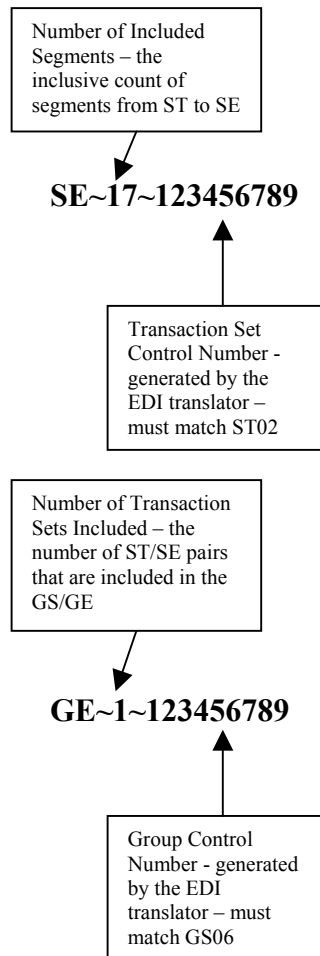 Number of Included
Segments – the
inclusive count of
segments from ST to SE
SE~17~123456789
Transaction Set
Control Number -
generated by the
EDI translator –
must match ST02
Number of Transaction
Sets Included – the
number of ST/SE pairs
that are included in the
GS/GE
GE~1~123456789
Group Control
Number - generated
by the EDI
translator – must
match GS06